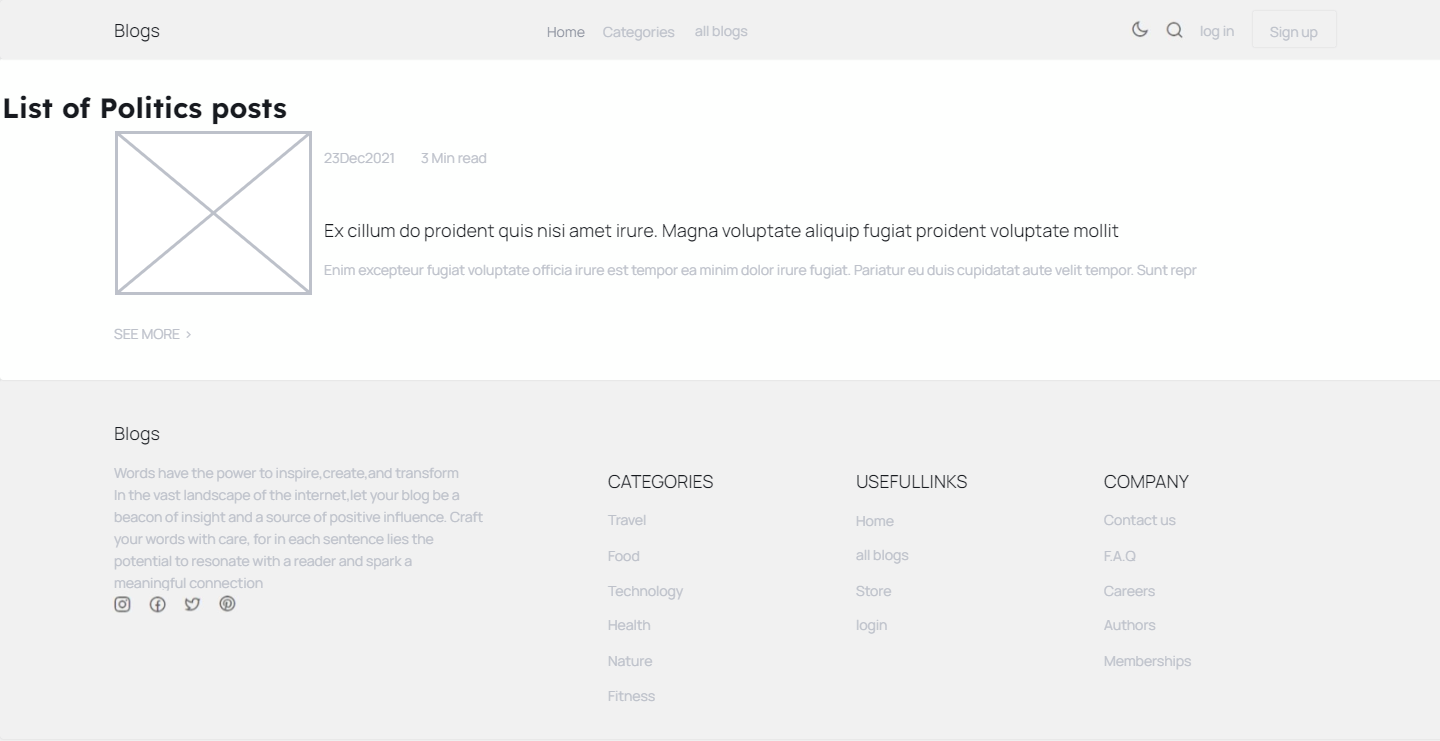 Blogs
Home Categories all blogs
log in Sign up
List of Politics posts
23Dec2021 3 Min read
Ex cillum do proident quis nisi amet irure. Magna voluptate aliquip fugiat proident voluptate mollit
Enim excepteur fugiat voluptate officia irure est tempor ea minim dolor irure fugiat. Pariatur eu duis cupidatat aute velit tempor. Sunt repr
SEE MORE >
Blogs
Words have the power to inspire,create,and transform
In the vast landscape of the internet,let your blog be a
beacon of insight and a source of positive influence. Craft
your words with care, for in each sentence lies the
potential to resonate with a reader and spark a
meaningful connection
CATEGORIES
Travel
Food
Technology
Health
Nature
Fitness
USEFULLINKS
Home
all blogs
Store
login
COMPANY
Contact us
F.A.Q
Careers
Authors
Memberships